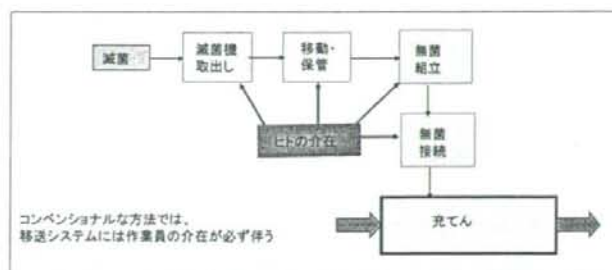 滅菌
滅菌機
取出し
移動・
保管
無菌
組立
ヒトの介在
無菌
接続
充てん
コンベンショナルな方法では、
移送システムには作業員の介在が必ず伴う